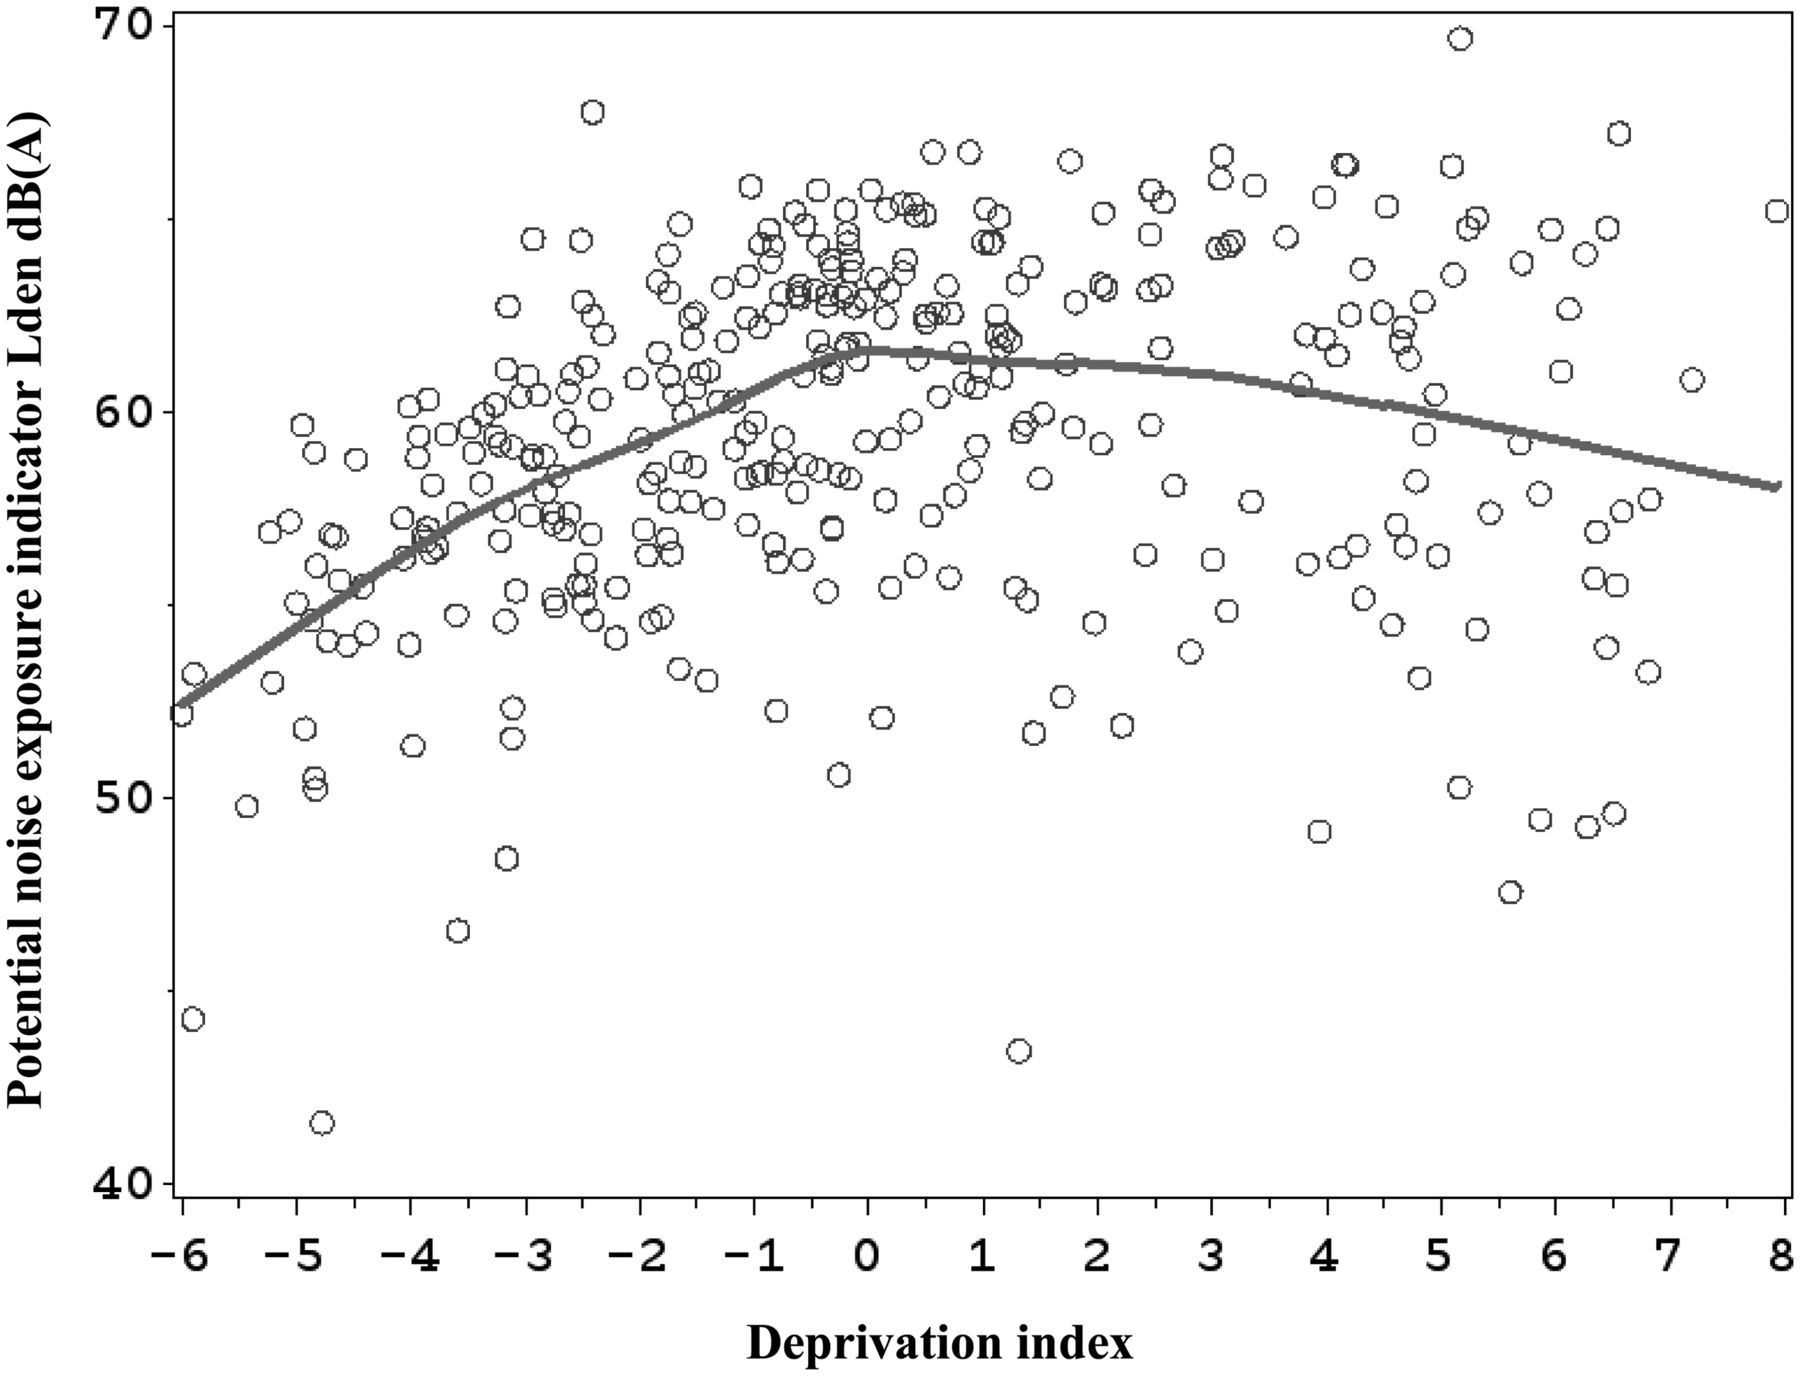 Potential noise exposure indicator Lden dB(A)
70
60
50
40
-6 -5 -4 -3 -2 -1 0 1 2 3 4 5 6 7 8
Deprivation index